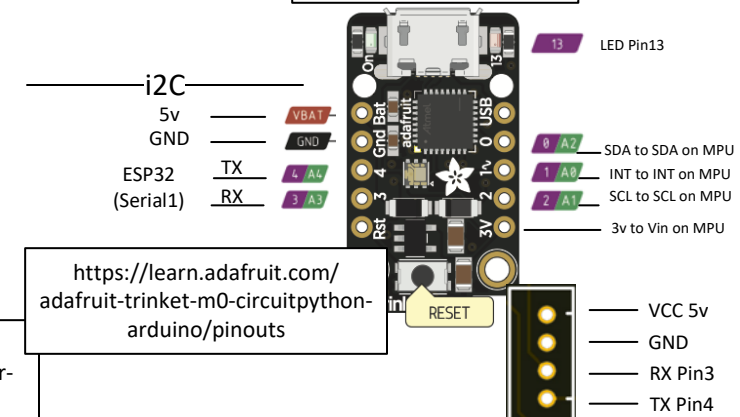 13
LED Pin13
On
13
i2C
5v
VBAT
Bat
USB
GND
GND
Gnd
adafruit
Atmel
0
0 A2
SDA to SDA on MPU
ESP32
TX
4 A4
4
1~
1 A0
INT to INT on MPU
(Serial1)
RX
3 A3
3
2
2 A1
SCL to SCL on MPU
Rst
3V
3v to Vin on MPU
https://learn.adafruit.com/
adafruit-trinket-m0-circuitpython-
arduino/pinouts
RESET
VCC 5v
GND
RX Pin3
TX Pin4
r-